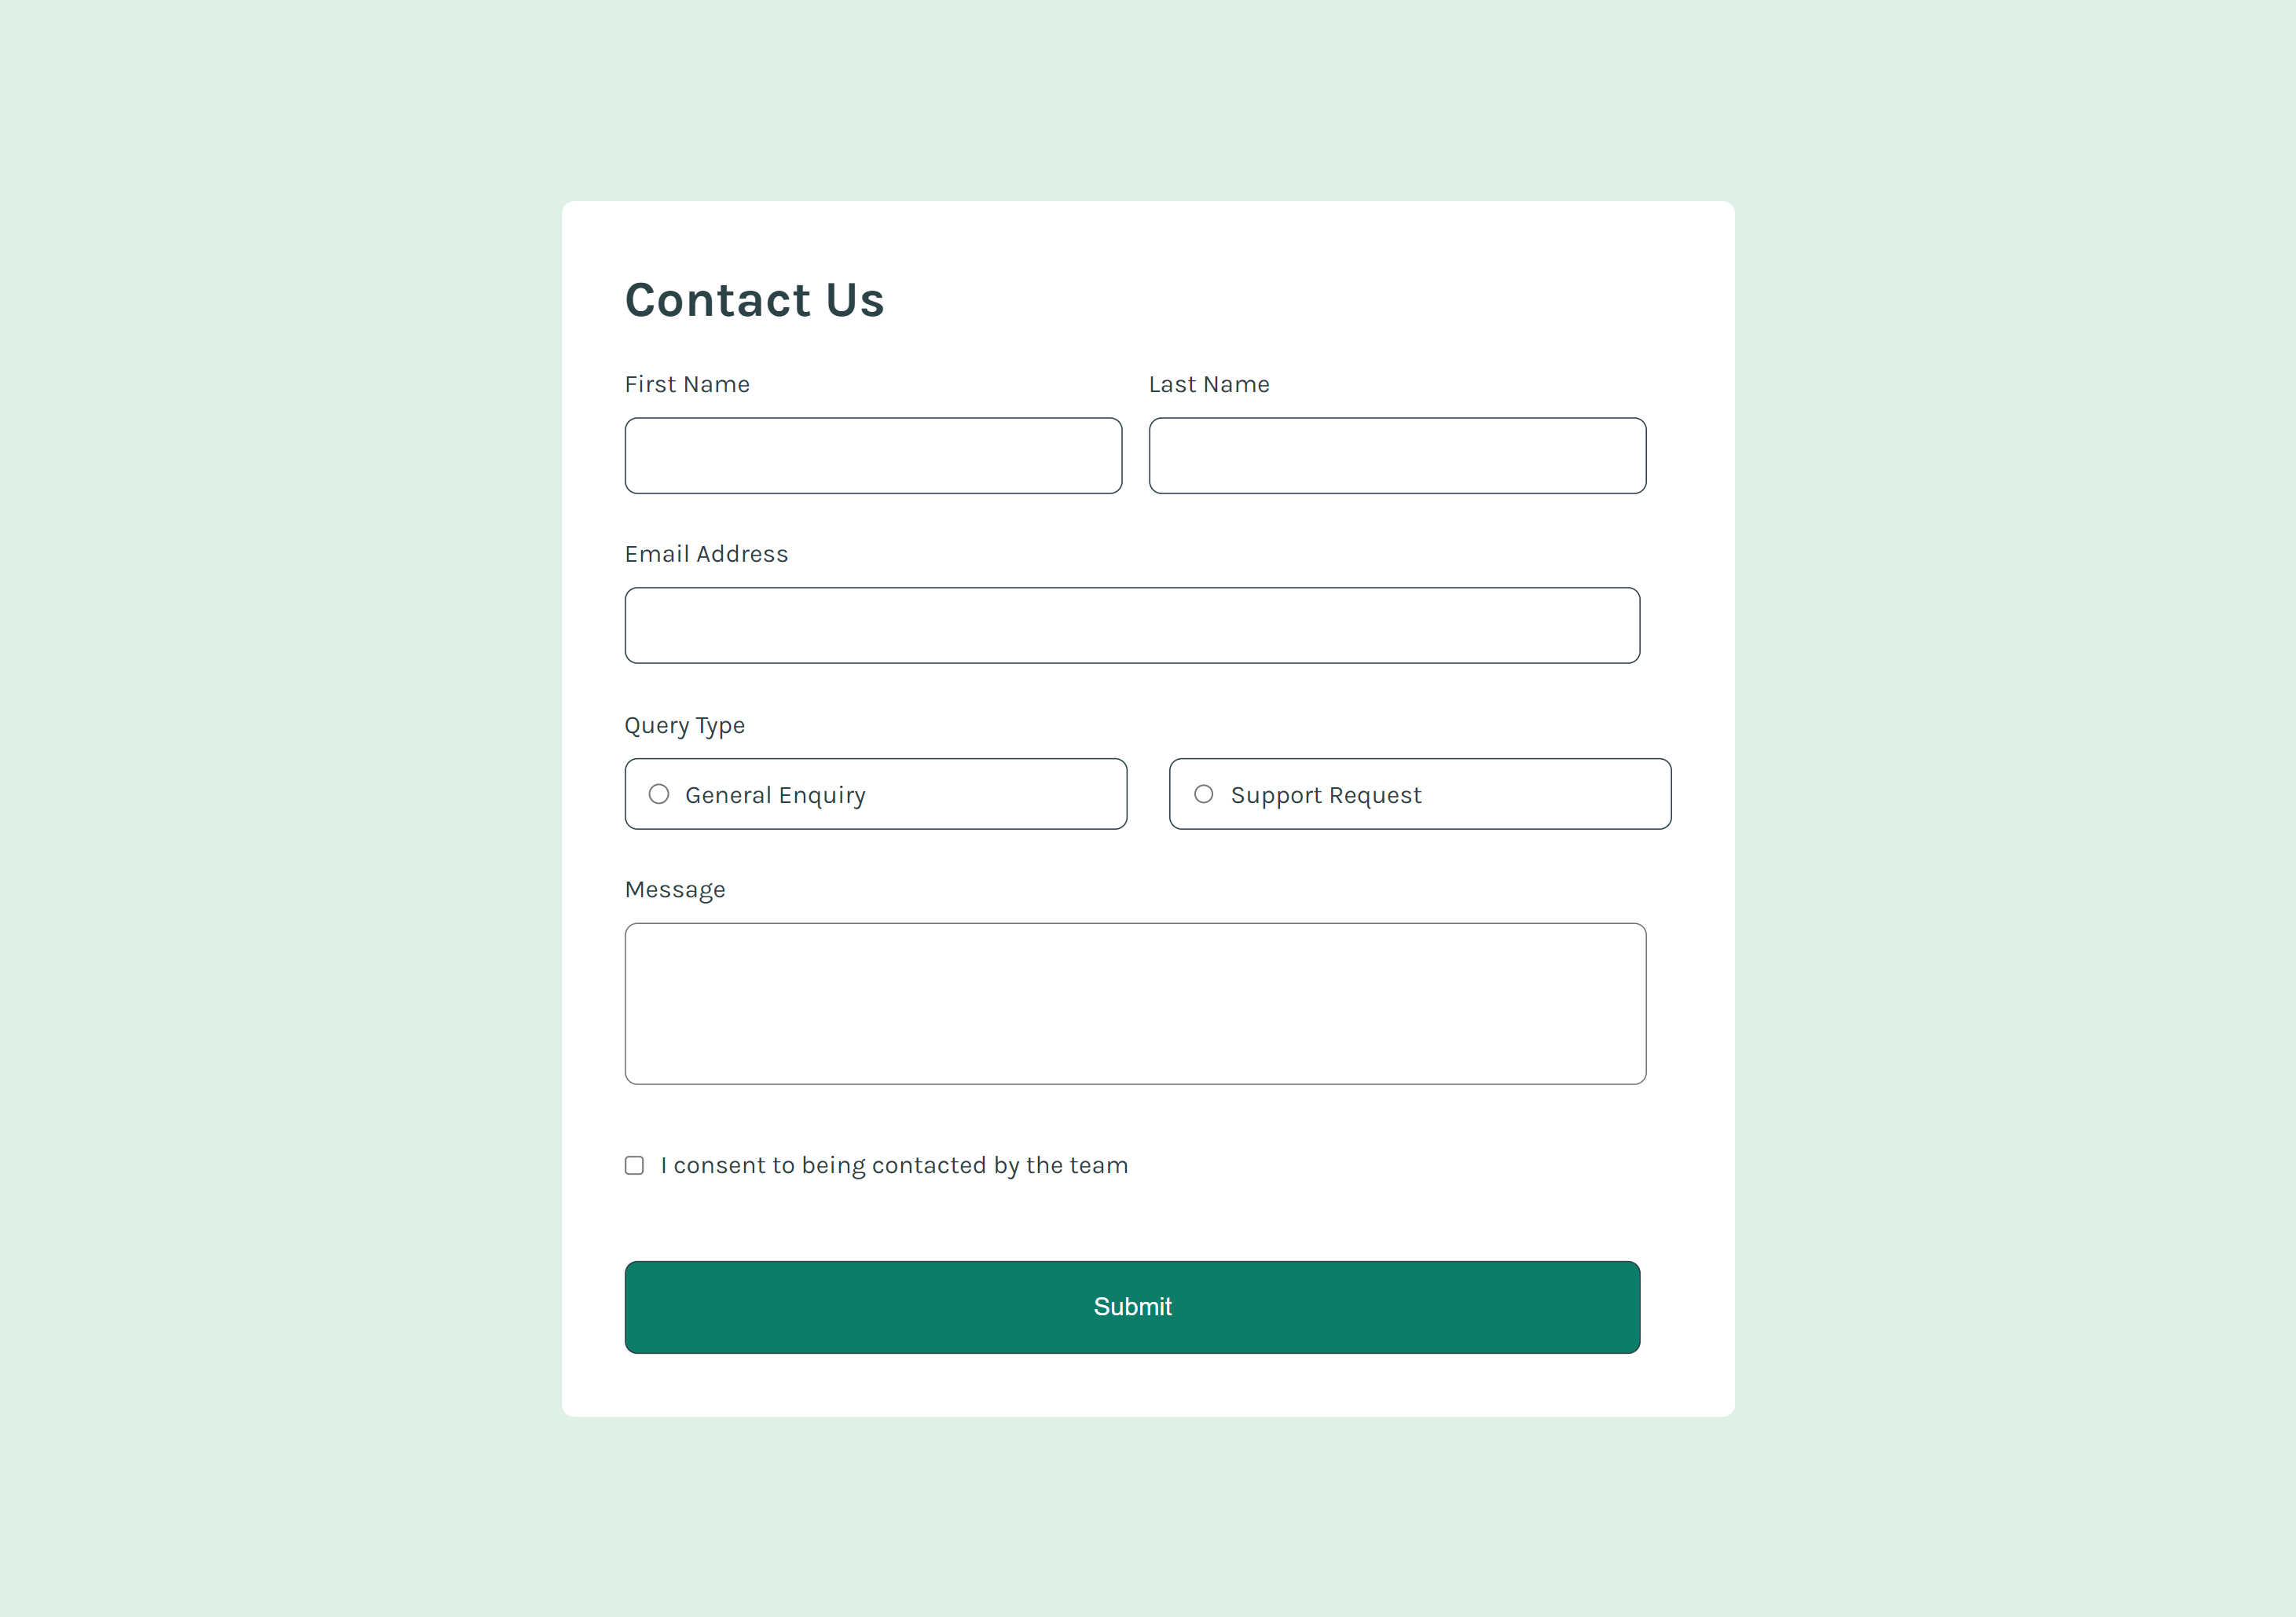 Contact Us
First Name Last Name
Email Address
Query Type
General Enquiry Support Request
Message
I consent to being contacted by the team
Submit